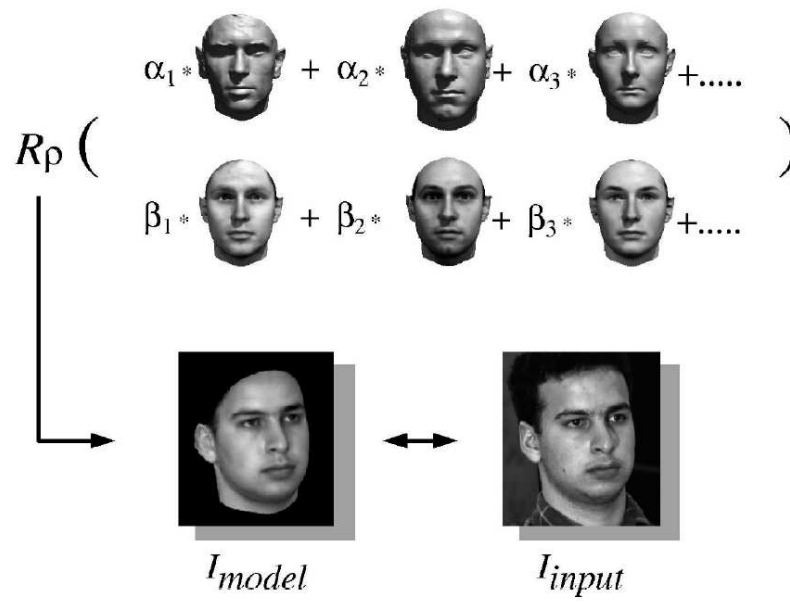 α1 * + α2 * + α3 * +.....
Rρ ( )
β1 * + β2 * + β3 * +.....
Imodel Iinput